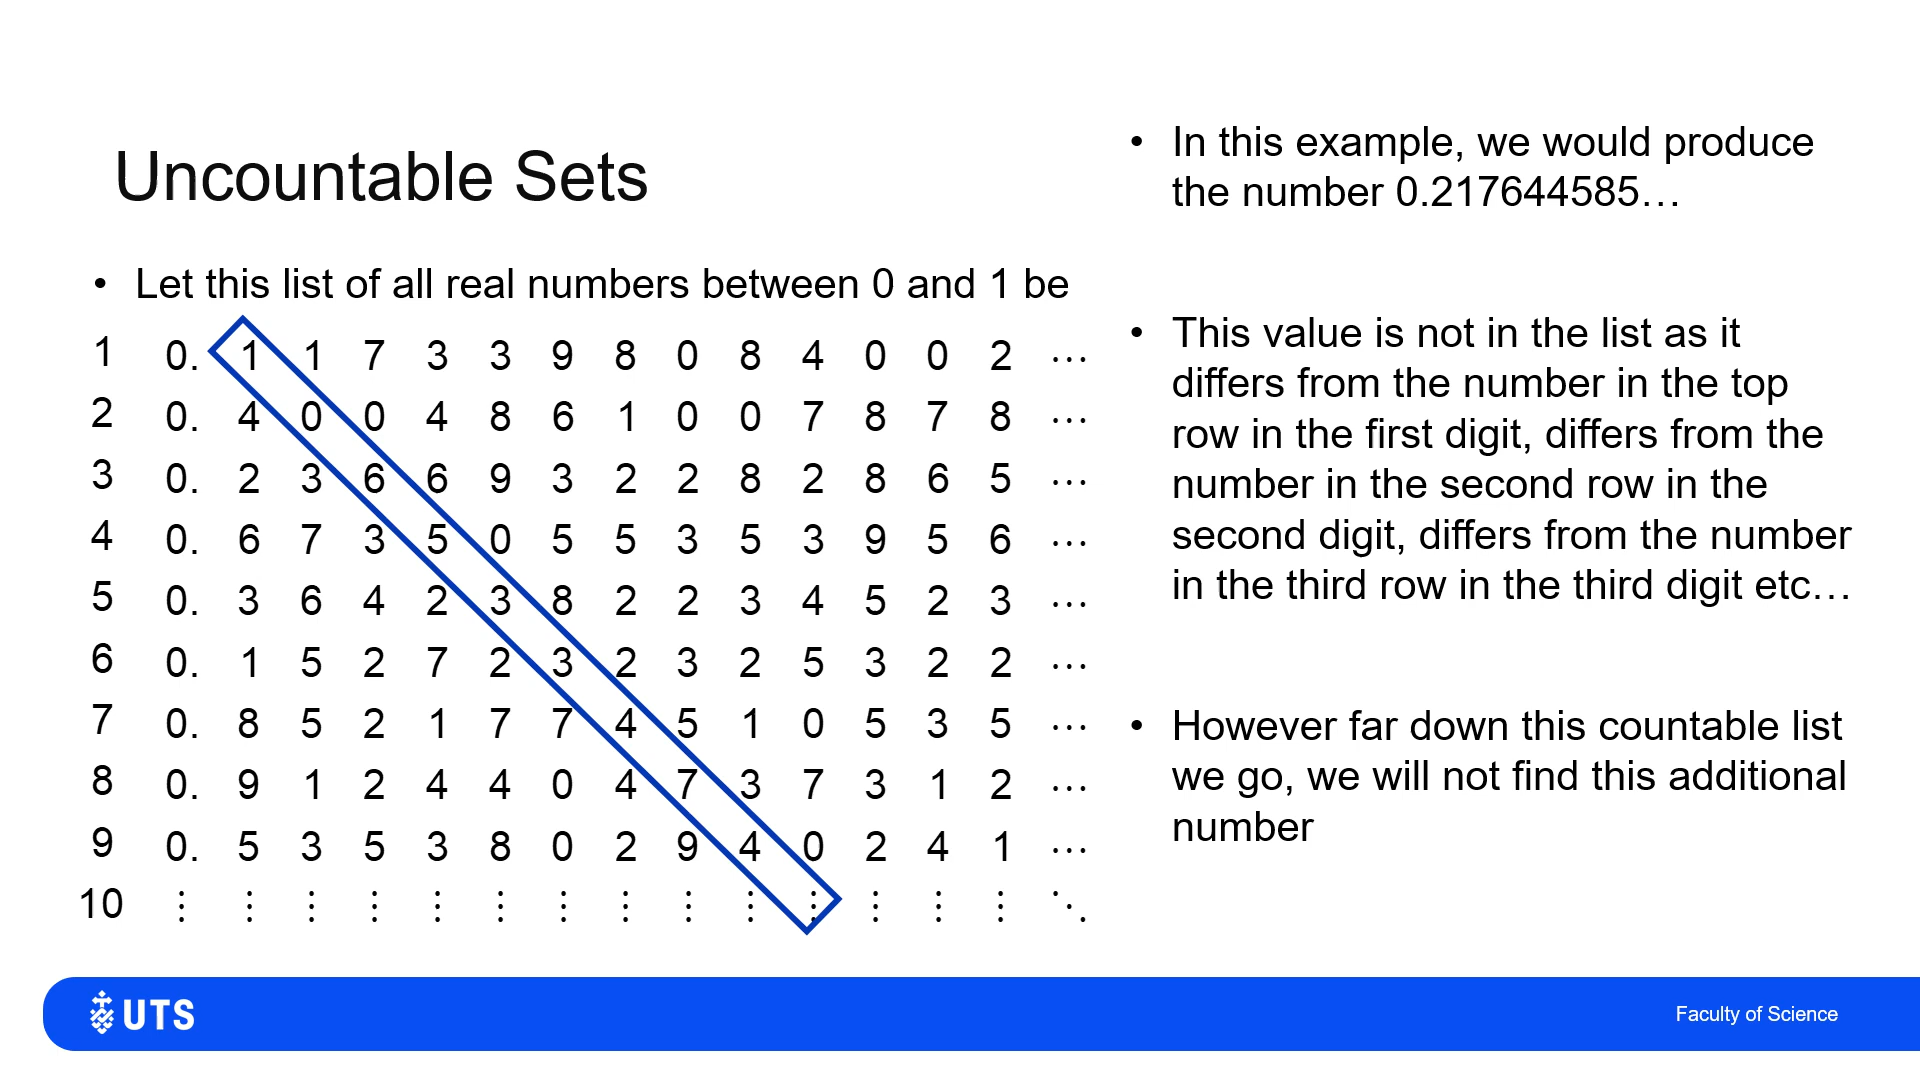 Uncountable Sets
• Let this list of all real numbers between 0 and 1 be
1 0. 1 1 7 3 3 9 8 0 8 4 0 0 2 ⋯
2 0. 4 0 0 4 8 6 1 0 0 7 8 7 8 ⋯
3 0. 2 3 6 6 9 3 2 2 8 2 8 6 5 ⋯
4 0. 6 7 3 5 0 5 5 3 5 3 9 5 6 ⋯
5 0. 3 6 4 2 3 8 2 2 3 4 5 2 3 ⋯
6 0. 1 5 2 7 2 3 2 3 2 5 3 2 2 ⋯
7 0. 8 5 2 1 7 7 4 5 1 0 5 3 5 ⋯
8 0. 9 1 2 4 4 0 4 7 3 7 3 1 2 ⋯
9 0. 5 3 5 3 8 0 2 9 4 0 2 4 1 ⋯
10 ⋮ ⋮ ⋮ ⋮ ⋮ ⋮ ⋮ ⋮ ⋮ ⋮ ⋮ ⋮ ⋮ ⋮ ⋱
• In this example, we would produce
the number 0.217644585…
• This value is not in the list as it
differs from the number in the top
row in the first digit, differs from the
number in the second row in the
second digit, differs from the number
in the third row in the third digit etc…
• However far down this countable list
we go, we will not find this additional
number
UTS
Faculty of Science